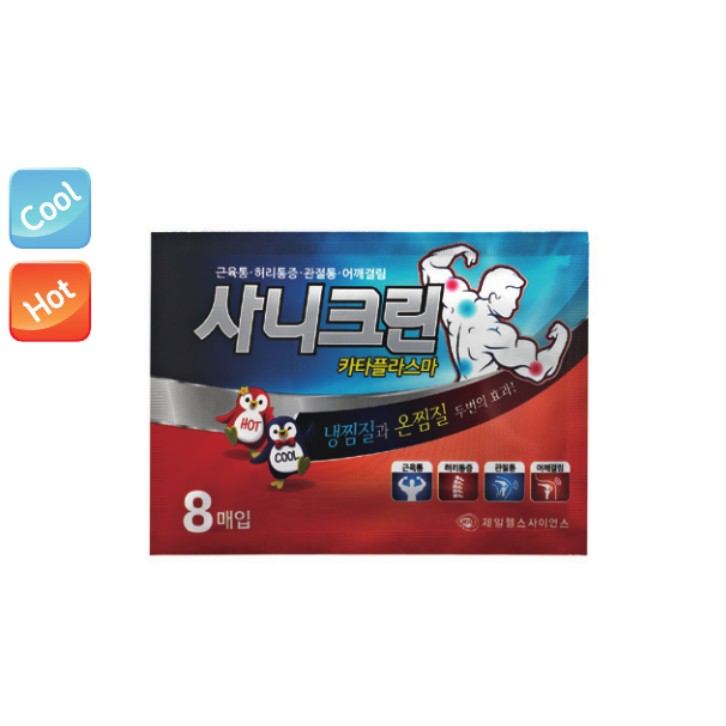 Cool
Hot
근육통·허리통증·관절통·어깨결림
사니크린
카타플라스마
HOT
COOL
냉찜질과 온찜질 두번의 효과!
근육통 허리통증 관절통 어깨결림
8매입
제일헬스사이언스